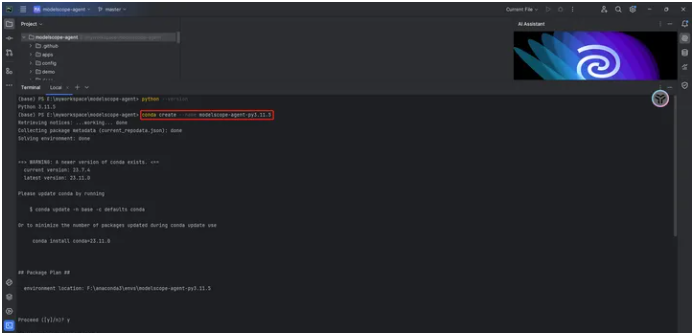 modelscope-agent master Current File
Project AI Assistant
modelscope-agent
.github
apps
config
demo
Terminal Local
(base) PS E:\myworkspace\modelscope-agent> python --version
Python 3.11.5
(base) PS E:\myworkspace\modelscope-agent> conda create --name modelscope-agent-py3.11.5
Retrieving notices: ...working... done
Collecting package metadata (current_repodata.json): done
Solving environment: done
==> WARNING: A newer version of conda exists. <==
current version: 23.7.4
latest version: 23.11.0
Please update conda by running
$ conda update -n base -c defaults conda
Or to minimize the number of packages updated during conda update use
conda install conda=23.11.0
## Package Plan ##
environment location: F:\anaconda3\envs\modelscope-agent-py3.11.5
Proceed ([y]/n)? y